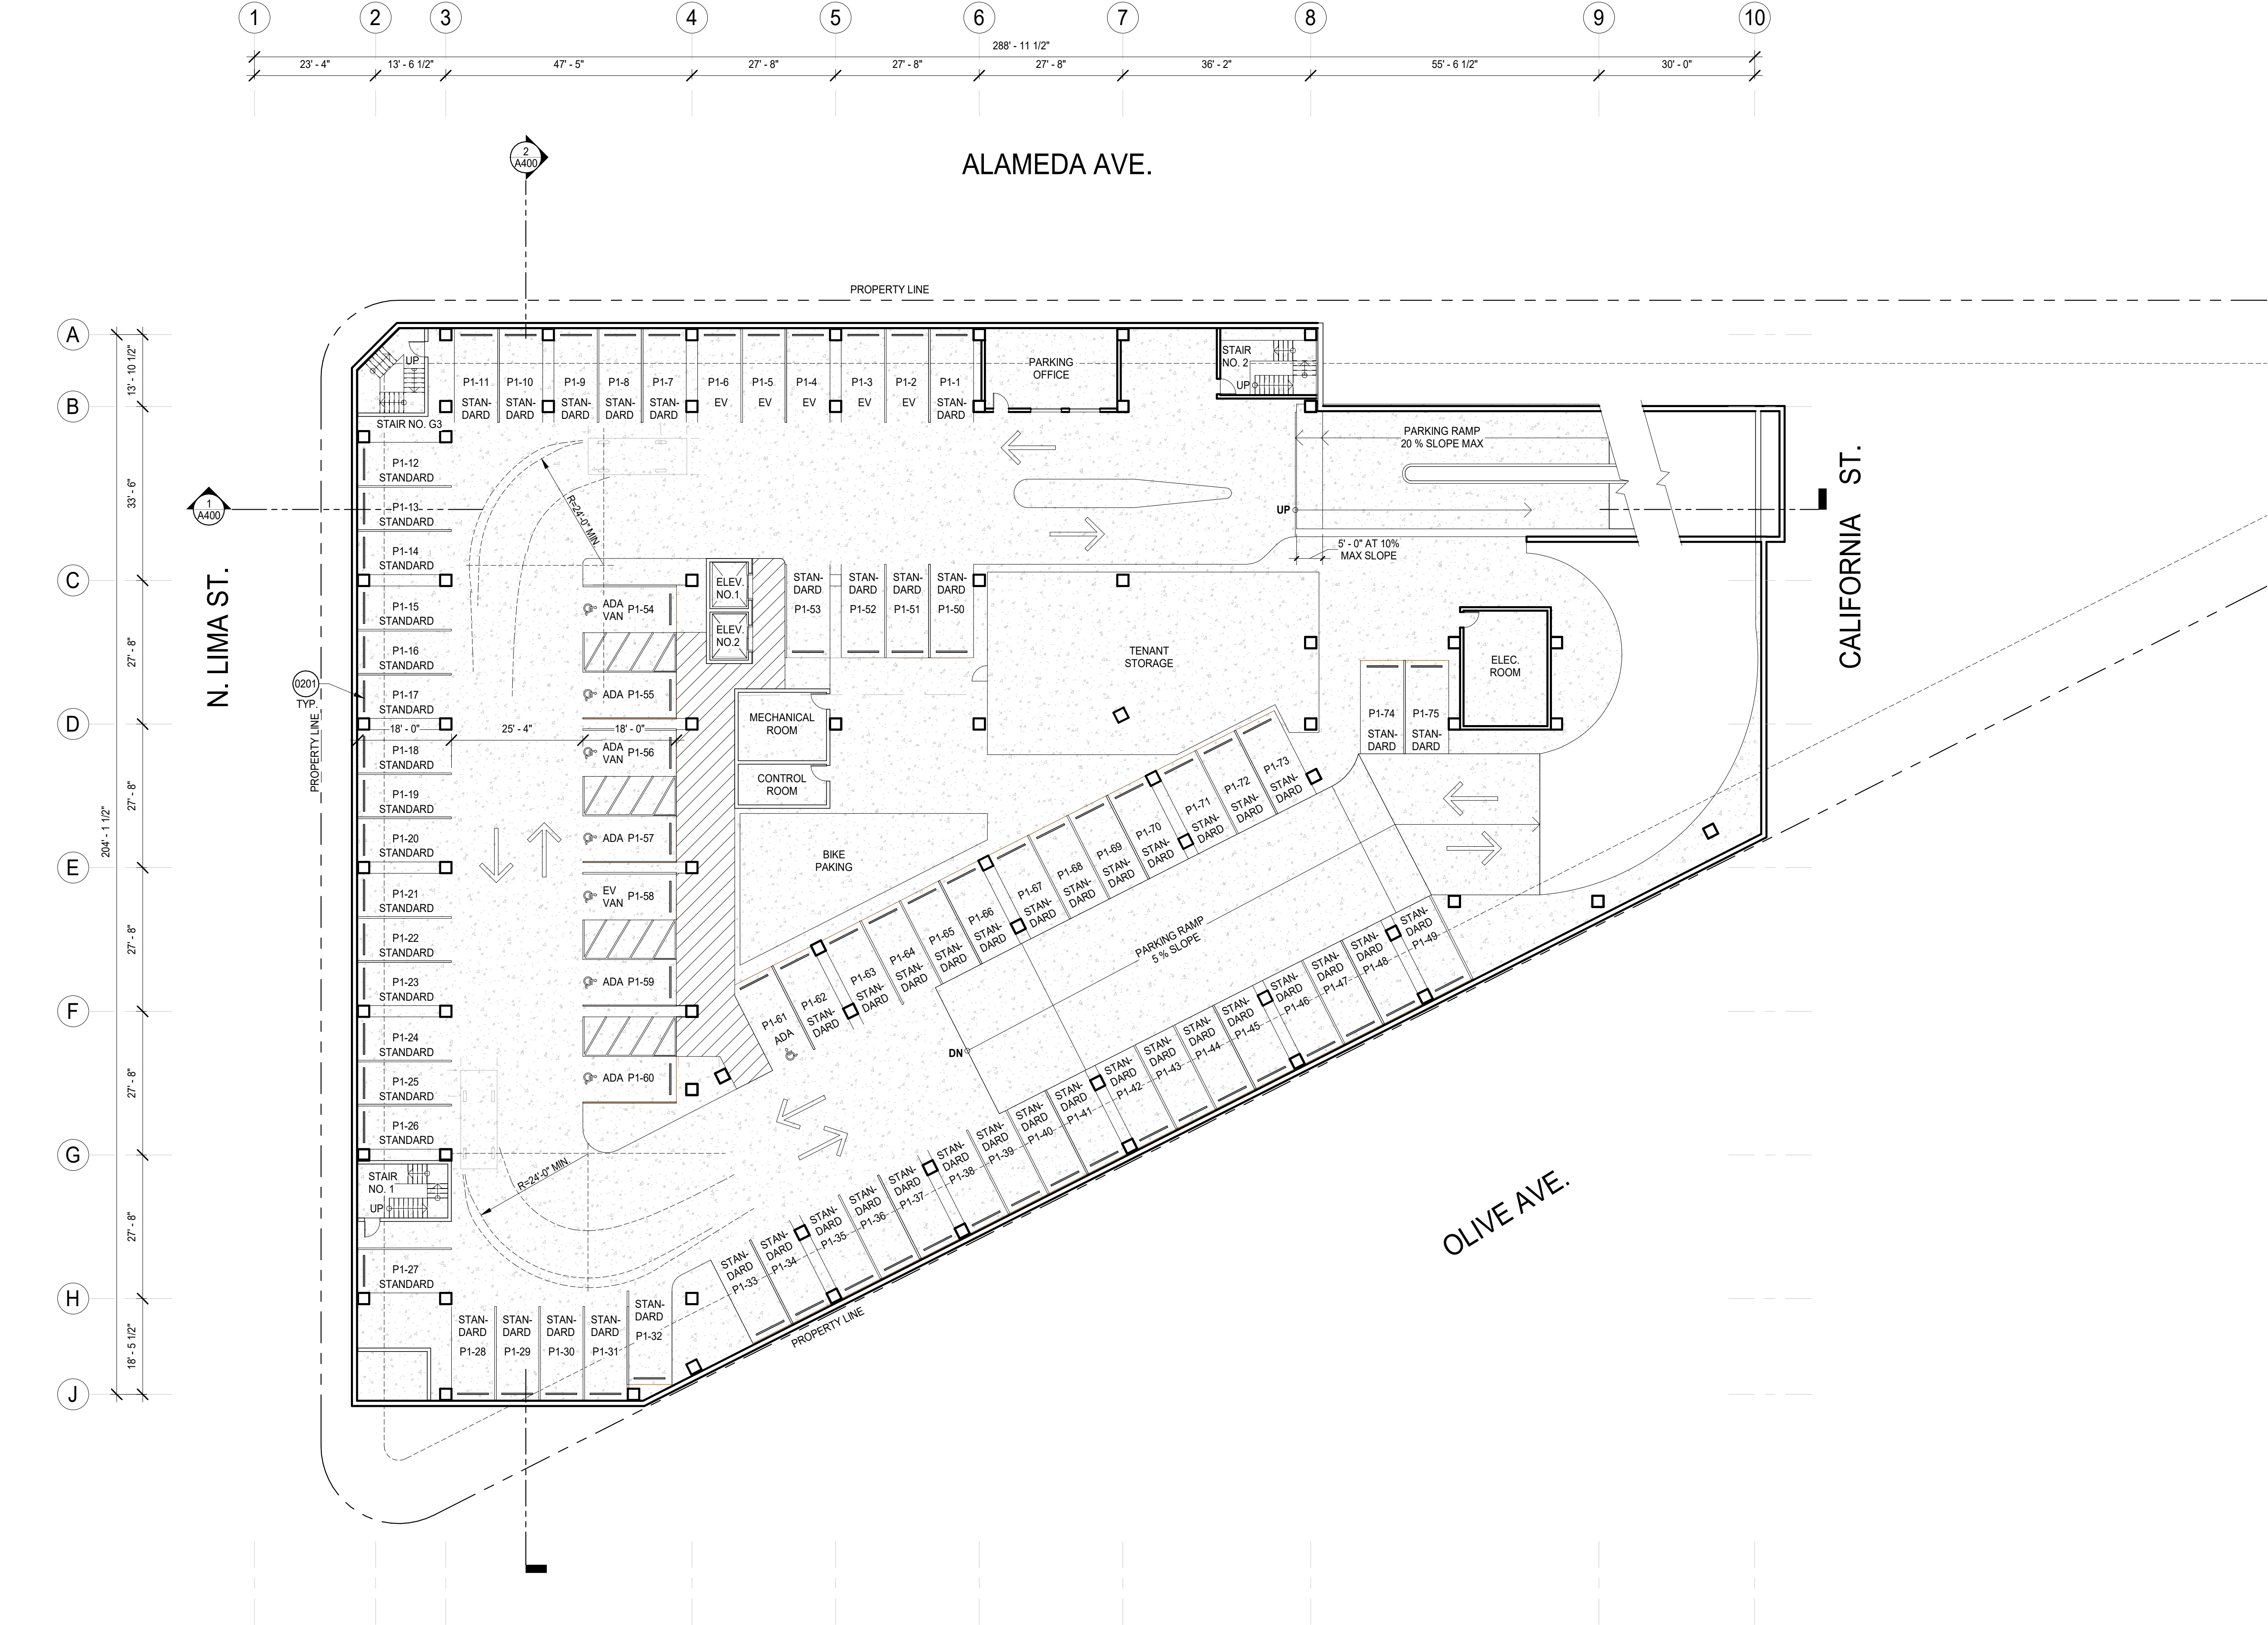 1
2
3
4
5
6
7
8
9
10
288' - 11 1/2"
23' - 4"
13' - 6 1/2"
47' - 5"
27' - 8"
27' - 8"
27' - 8"
36' - 2"
55' - 6 1/2"
30' - 0"
2
A400
ALAMEDA AVE.
PROPERTY LINE
A
B
C
D
E
F
G
H
J
204' - 1 1/2"
13' - 10 1/2"
33' - 6"
27' - 8"
27' - 8"
27' - 8"
27' - 8"
27' - 8"
18' - 5 1/2"
1
A400
N. LIMA ST.
0201
TYP.
PROPERTY LINE
UP
STAIR NO. G3
P1-11
STAN-
DARD
P1-10
STAN-
DARD
P1-9
STAN-
DARD
P1-8
STAN-
DARD
P1-7
STAN-
DARD
P1-6
EV
P1-5
EV
P1-4
EV
P1-3
EV
P1-2
EV
P1-1
STAN-
DARD
PARKING
OFFICE
STAIR
NO. 2
UP
PARKING RAMP
20 % SLOPE MAX
UP
5' - 0" AT 10%
MAX SLOPE
CALIFORNIA ST.
P1-12
STANDARD
P1-13
STANDARD
P1-14
STANDARD
P1-15
STANDARD
P1-16
STANDARD
P1-17
STANDARD
18' - 0"
25' - 4"
18' - 0"
P1-18
STANDARD
P1-19
STANDARD
P1-20
STANDARD
P1-21
STANDARD
P1-22
STANDARD
P1-23
STANDARD
P1-24
STANDARD
P1-25
STANDARD
P1-26
STANDARD
STAIR
NO. 1
UP
P1-27
STANDARD
R=24'-0" MIN
ADA
VAN
P1-54
ADA P1-55
ADA
VAN
P1-56
ADA P1-57
EV
VAN
P1-58
ADA P1-59
ADA P1-60
R=24'-0" MIN
ELEV.
NO.1
ELEV.
NO.2
STAN-
DARD
P1-53
STAN-
DARD
P1-52
STAN-
DARD
P1-51
STAN-
DARD
P1-50
TENANT
STORAGE
ELEC.
ROOM
MECHANICAL
ROOM
CONTROL
ROOM
BIKE
PAKING
P1-74
STAN-
DARD
P1-75
STAN-
DARD
P1-61
ADA
P1-62
STAN-
DARD
P1-63
STAN-
DARD
P1-64
STAN-
DARD
P1-65
STAN-
DARD
P1-66
STAN-
DARD
P1-67
STAN-
DARD
P1-68
STAN-
DARD
P1-69
STAN-
DARD
P1-70
STAN-
DARD
P1-71
STAN-
DARD
P1-72
STAN-
DARD
P1-73
STAN-
DARD
PARKING RAMP
5 % SLOPE
DN
STAN-
DARD
P1-28
STAN-
DARD
P1-29
STAN-
DARD
P1-30
STAN-
DARD
P1-31
STAN-
DARD
P1-32
STAN-
DARD
P1-33
STAN-
DARD
P1-34
STAN-
DARD
P1-35
STAN-
DARD
P1-36
STAN-
DARD
P1-37
STAN-
DARD
P1-38
STAN-
DARD
P1-39
STAN-
DARD
P1-40
STAN-
DARD
P1-41
STAN-
DARD
P1-42
STAN-
DARD
P1-43
STAN-
DARD
P1-44
STAN-
DARD
P1-45
STAN-
DARD
P1-46
STAN-
DARD
P1-47
STAN-
DARD
P1-48
STAN-
DARD
P1-49
PROPERTY LINE
OLIVE AVE.